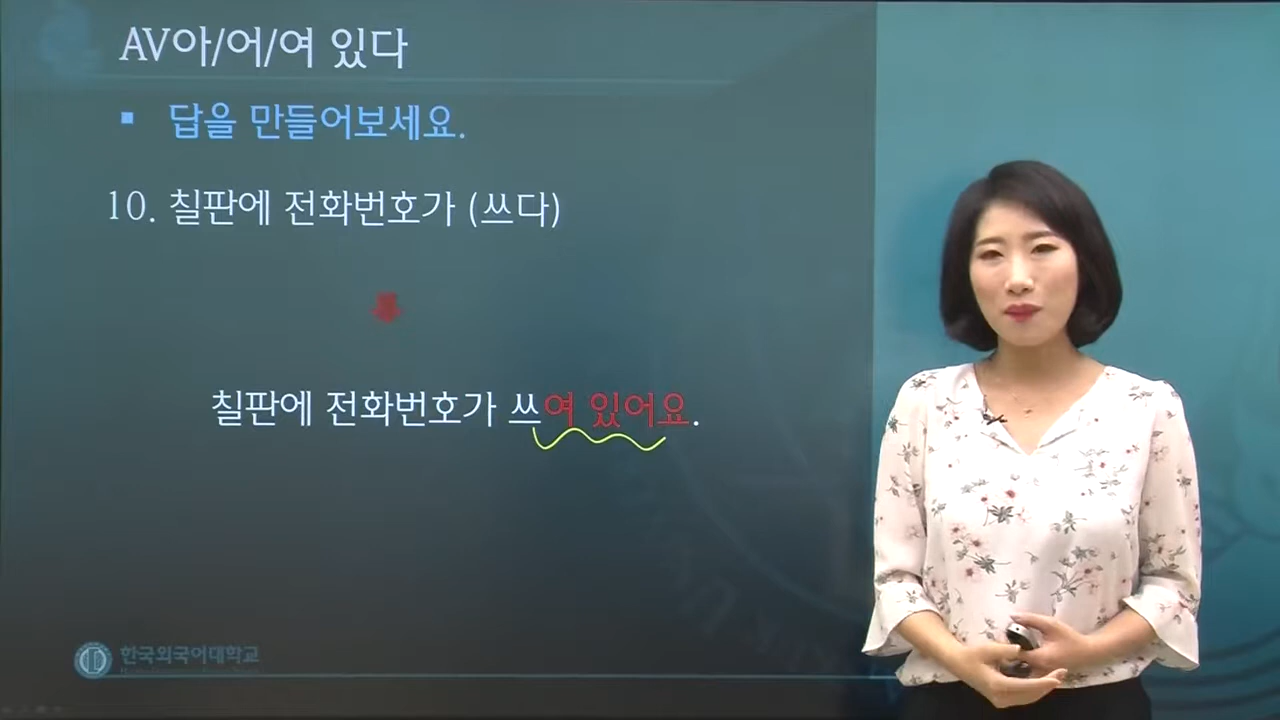 AV아/어/여 있다
▪ 답을 만들어보세요.
10. 칠판에 전화번호가 (쓰다)
칠판에 전화번호가 쓰여 있어요.
한국외국어대학교